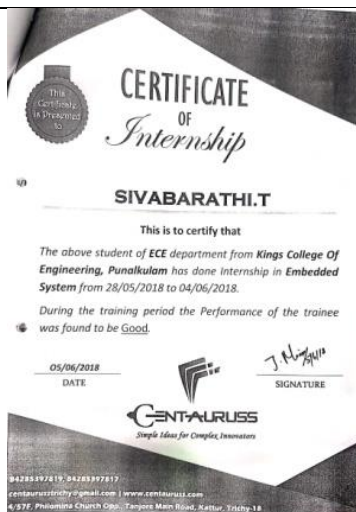 This
Certificate
is Presented
to
CERTIFICATE
OF
Internship
SIVABARATHI.T
This is to certify that
The above student of ECE department from Kings College Of
Engineering, Punalkulam has done Internship in Embedded
System from 28/05/2018 to 04/06/2018.
During the training period the Performance of the trainee
was found to be Good.
05/06/2018
DATE
SIGNATURE
CENTAURUSS
Simple Ideas for Complex Innovators
84285397819, 84285397817
centaurusstrichy@gmail.com | www.centauruss.com
4/57F, Philomina Church Opp., Tanjore Main Road, Kattur, Trichy-18